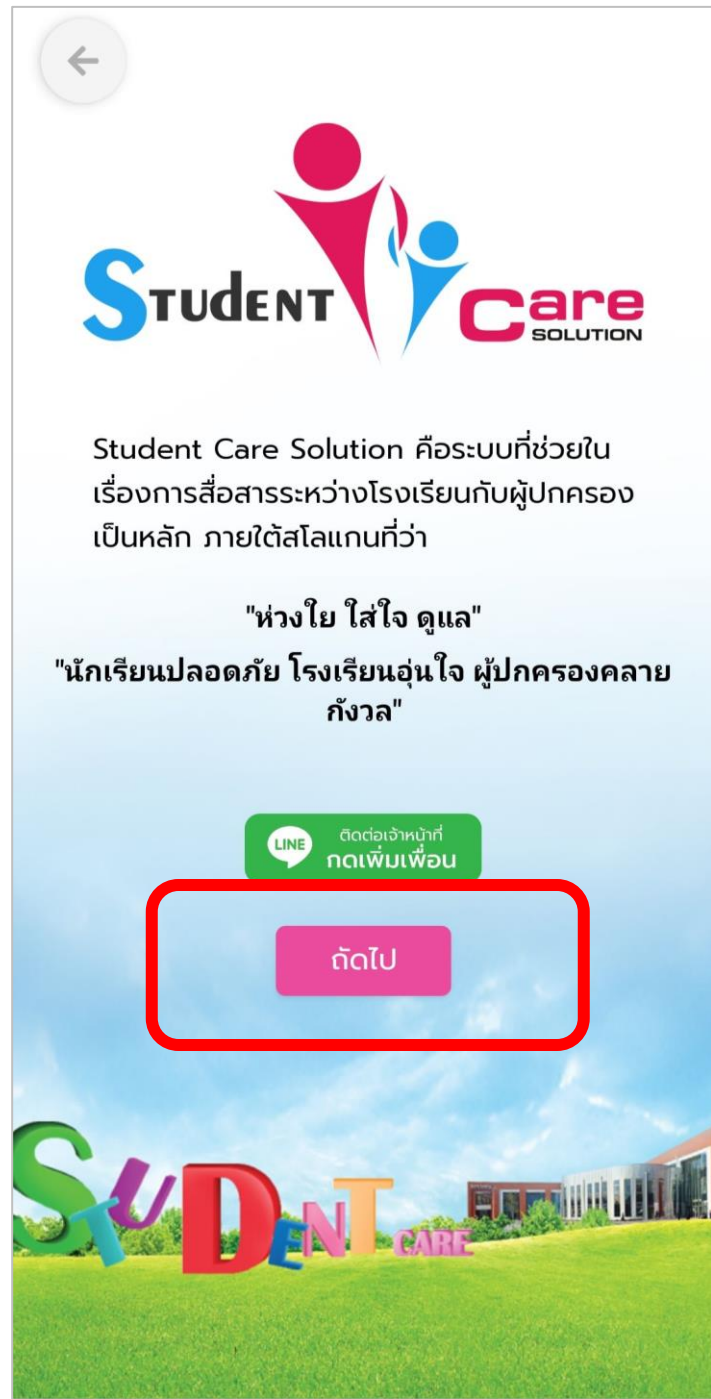 STUDENT Care
SOLUTION
Student Care Solution คือระบบที่ช่วยใน
เรื่องการสื่อสารระหว่างโรงเรียนกับผู้ปกครอง
เป็นหลัก ภายใต้สโลแกนที่ว่า
"ห่วงใย ใส่ใจ ดูแล"
"นักเรียนปลอดภัย โรงเรียนอุ่นใจ ผู้ปกครองคลาย
กังวล"
LINE
ติดต่อเจ้าหน้าที่
กดเพิ่มเพื่อน
ถัดไป
STUDENT CARE